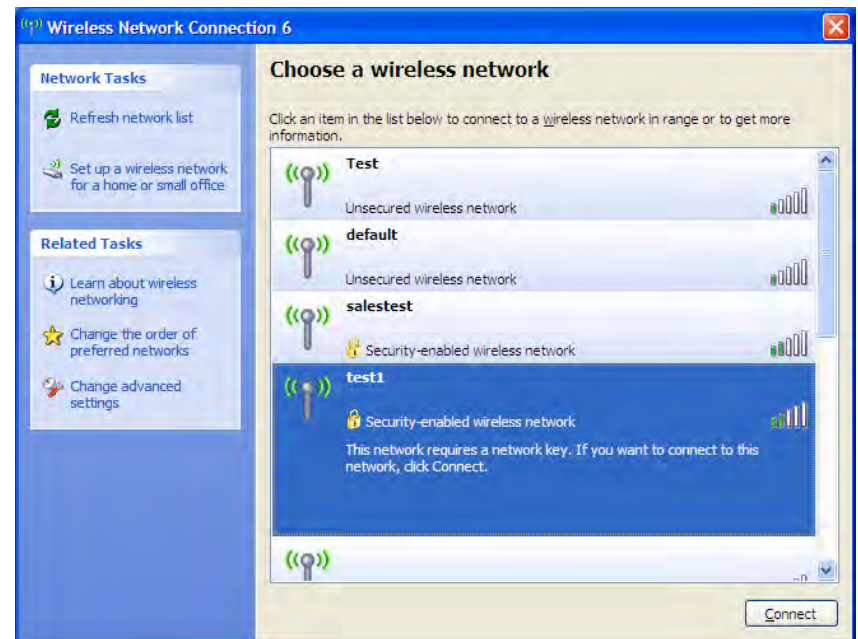 Wireless Network Connection 6
Network Tasks
Refresh network list
Set up a wireless network
for a home or small office
Related Tasks
Learn about wireless
networking
Change the order of
preferred networks
Change advanced
settings
Choose a wireless network
Click an item in the list below to connect to a wireless network in range or to get more
information.
Test
Unsecured wireless network
default
Unsecured wireless network
salestest
Security-enabled wireless network
test1
Security-enabled wireless network
This network requires a network key. If you want to connect to this
network, click Connect.
Connect